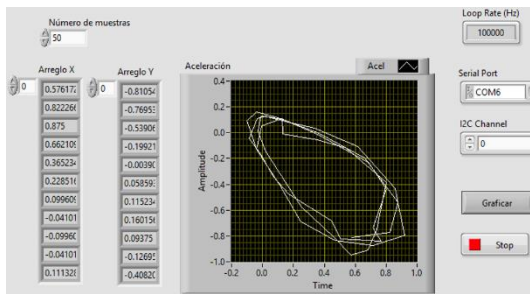 Número de muestras
50
Loop Rate (Hz)
100000
Arreglo X
Arreglo Y
0
0.576172
0.822266
0.875
0.662109
0.365234
0.228516
0.099609
-0.04101
-0.09960
-0.04101
0.111328
0
-0.81054
-0.76953
-0.53906
-0.19921
-0.00390
0.05859
0.115234
0.160156
0.09375
-0.12695
-0.40820
Aceleración
Acel
Amplitude
0.4
0.2
0.0
-0.2
-0.4
-0.6
-0.8
-1.0
-0.2 0.0 0.2 0.4 0.6 0.8 1.0
Time
Serial Port
COM6
I2C Channel
0
Graficar
Stop